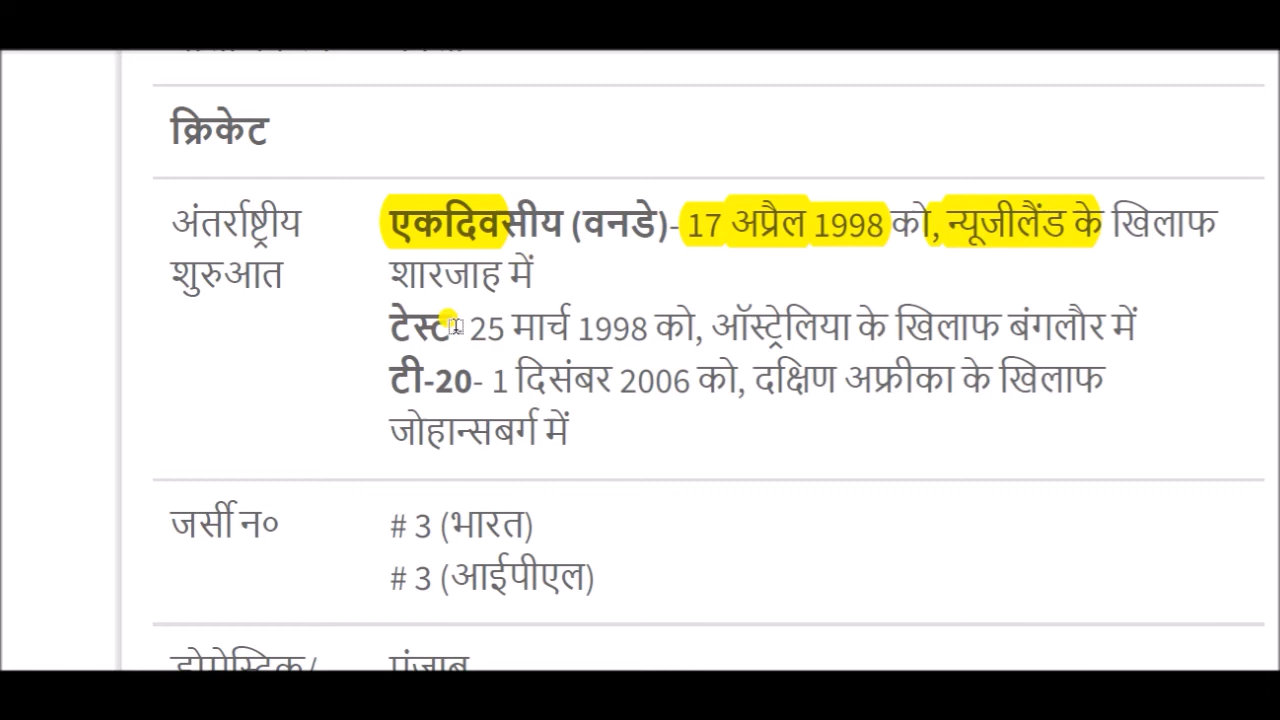 क्रिकेट
अंतर्राष्ट्रीय एकदिवसीय (वनडे)- 17 अप्रैल 1998 को, न्यूजीलैंड के खिलाफ
शुरुआत शारजाह में
टेस्ट- 25 मार्च 1998 को, ऑस्ट्रेलिया के खिलाफ बंगलौर में
टी-20- 1 दिसंबर 2006 को, दक्षिण अफ्रीका के खिलाफ
जोहान्सबर्ग में
जर्सी न० # 3 (भारत)
# 3 (आईपीएल)
डोमेस्टिक/ पंजाब